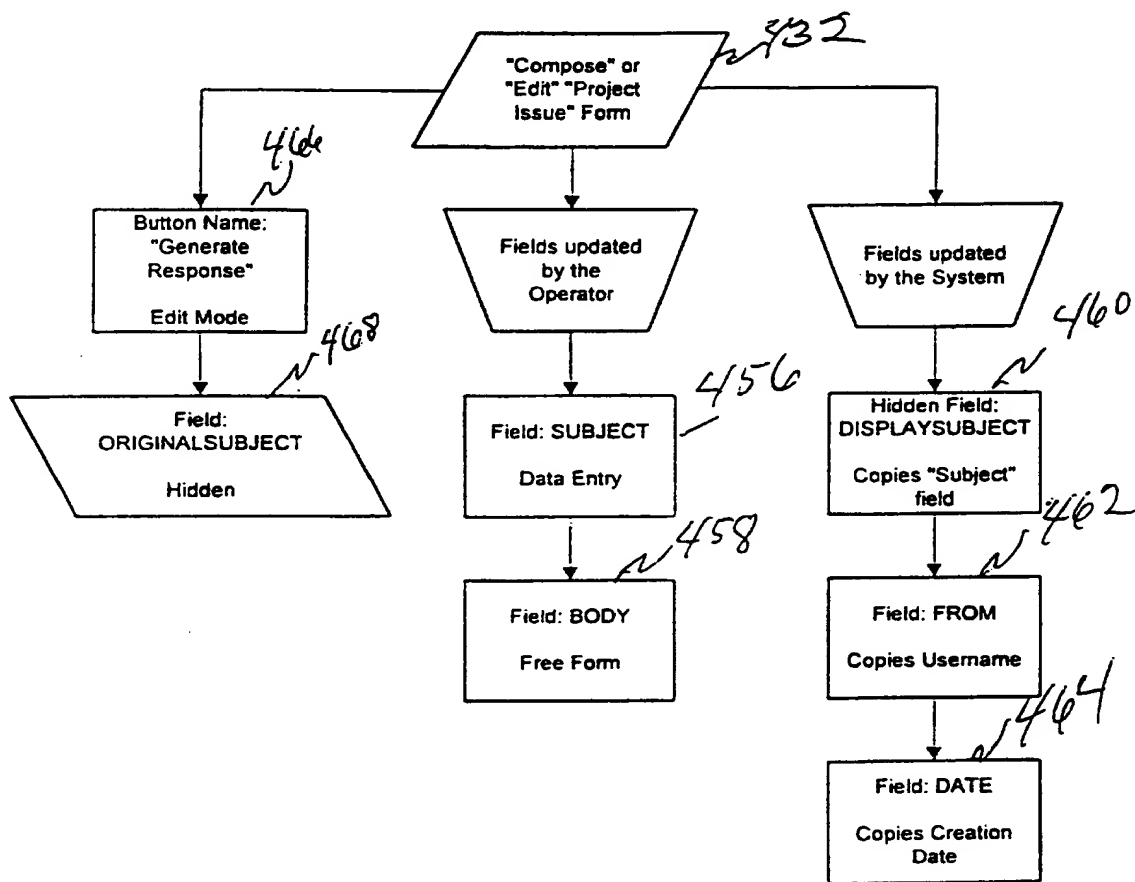 432
"Compose" or
"Edit" "Project
Issue" Form
466
Button Name:
"Generate
Response"
Edit Mode
468
Field:
ORIGINALSUBJECT
Hidden
Fields updated
by the
Operator
456
Field: SUBJECT
Data Entry
458
Field: BODY
Free Form
Fields updated
by the System
460
Hidden Field:
DISPLAYSUBJECT
Copies "Subject"
field
462
Field: FROM
Copies Username
464
Field: DATE
Copies Creation
Date